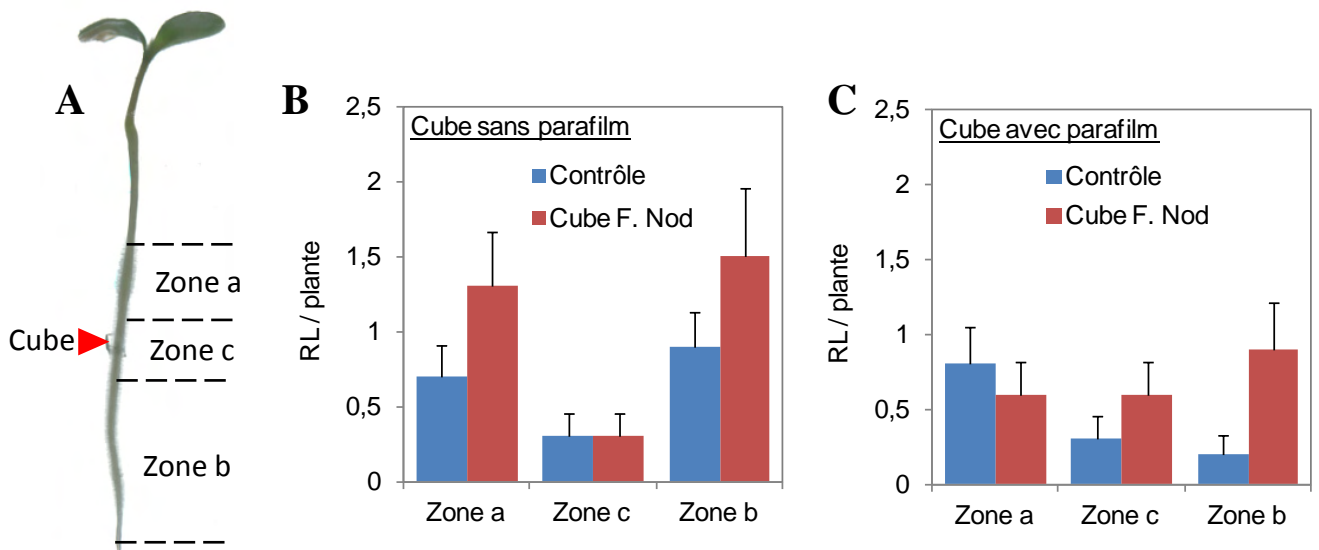 A
Zone a
Cube
Zone c
Zone b
B
2,5
2
1,5
1
0,5
0
RL / plante
Cube sans parafilm
Contrôle
Cube F. Nod
Zone a
Zone c
Zone b
C
2,5
2
1,5
1
0,5
0
RL / plante
Cube avec parafilm
Contrôle
Cube F. Nod
Zone a
Zone c
Zone b